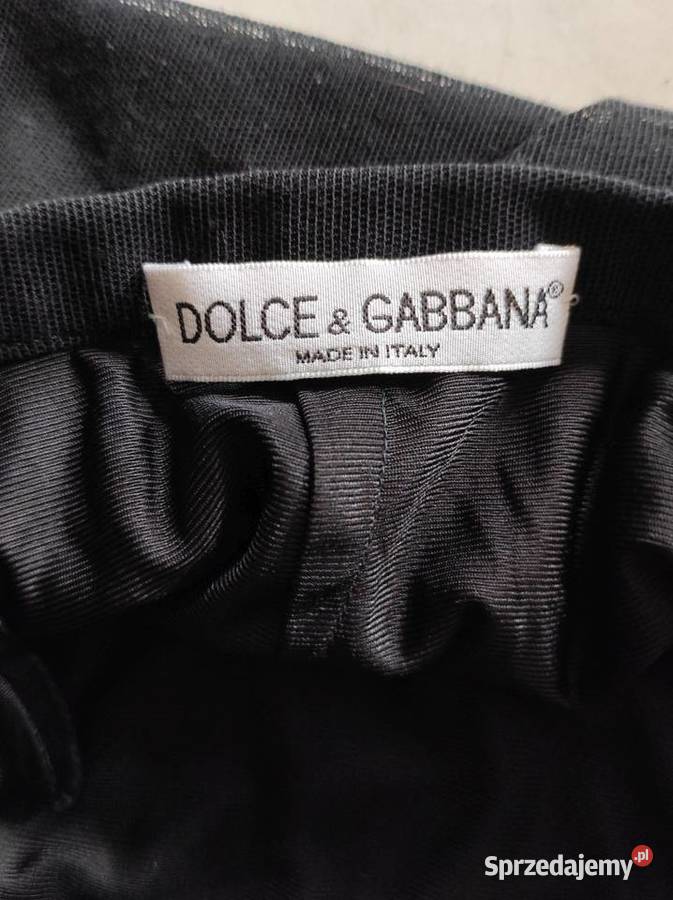 DOLCE & GABBANA®
MADE IN ITALY
Sprzedajemy.pl